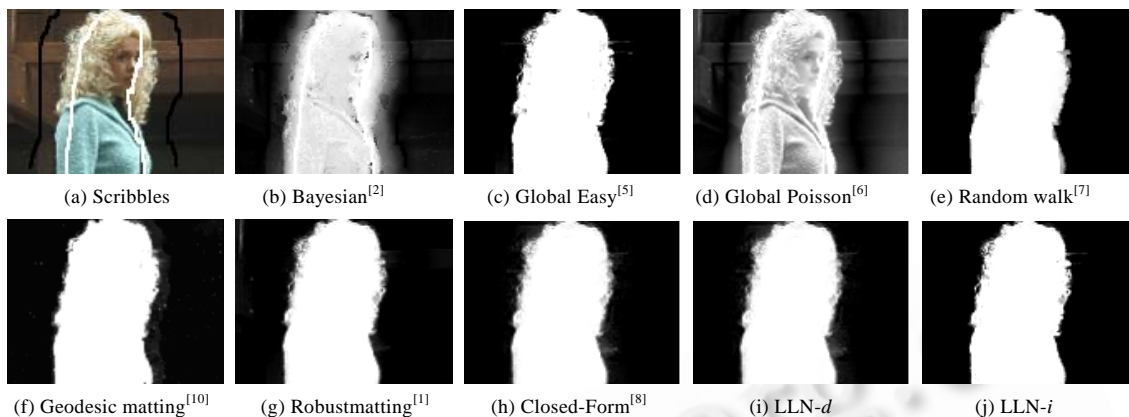 (a) Scribbles
(b) Bayesian[2]
(c) Global Easy[5]
(d) Global Poisson[6]
(e) Random walk[7]
(f) Geodesic matting[10]
(g) Robustmatting[1]
(h) Closed-Form[8]
(i) LLN-d
(j) LLN-i